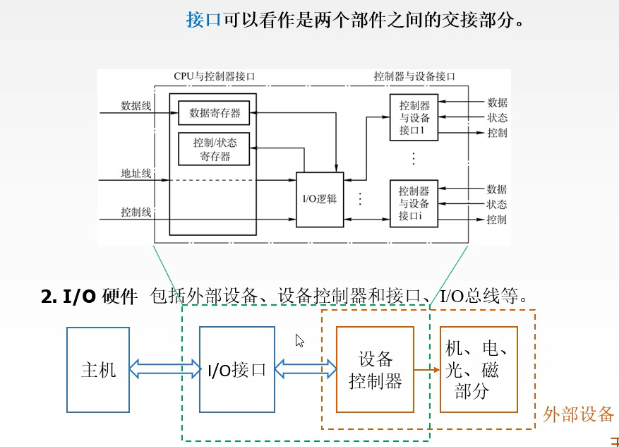 接口可以看作是两个部件之间的交接部分。
CPU与控制器接口
控制器与设备接口
数据线
数据寄存器
控制/状态
寄存器
地址线
控制线
I/O逻辑
控制器
与设备
接口1
数据
状态
控制
⋮
⋮
控制器
与设备
接口i
数据
状态
控制
2. I/O 硬件 包括外部设备、设备控制器和接口、I/O总线等。
主机
I/O接口
设备
控制器
机、电、
光、磁
部分
外部设备